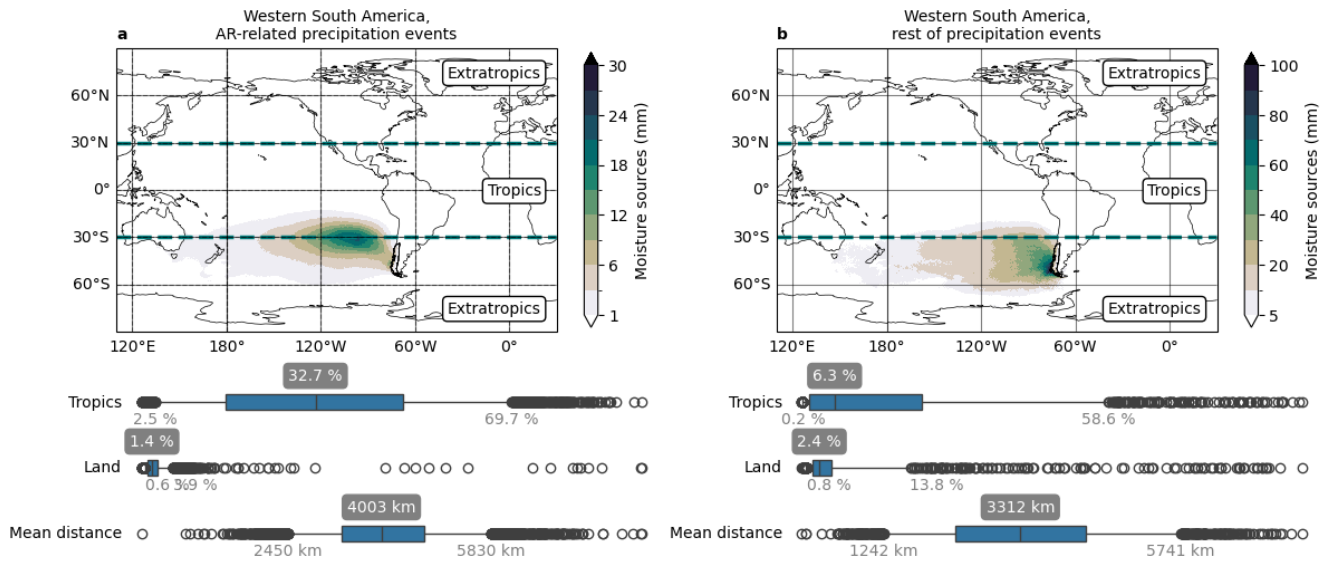 Western South America,
AR-related precipitation events
a
Extratropics
Tropics
Extratropics
60°N
30°N
0°
30°S
60°S
120°E
180°
120°W
60°W
0°
30
24
18
12
6
1
Moisture sources (mm)
Tropics
32.7 %
2.5 %
69.7 %
Land
1.4 %
0.6
3.9 %
Mean distance
4003 km
2450 km
5830 km
Western South America,
rest of precipitation events
b
Extratropics
Tropics
Extratropics
60°N
30°N
0°
30°S
60°S
120°E
180°
120°W
60°W
0°
100
80
60
40
20
5
Moisture sources (mm)
Tropics
6.3 %
0.2 %
58.6 %
Land
2.4 %
0.8 %
13.8 %
Mean distance
3312 km
1242 km
5741 km